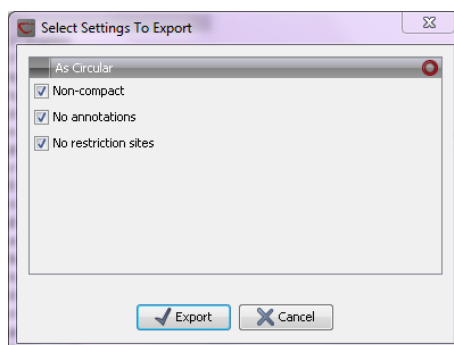 Select Settings To Export
As Circular
Non-compact
No annotations
No restriction sites
Export
Cancel